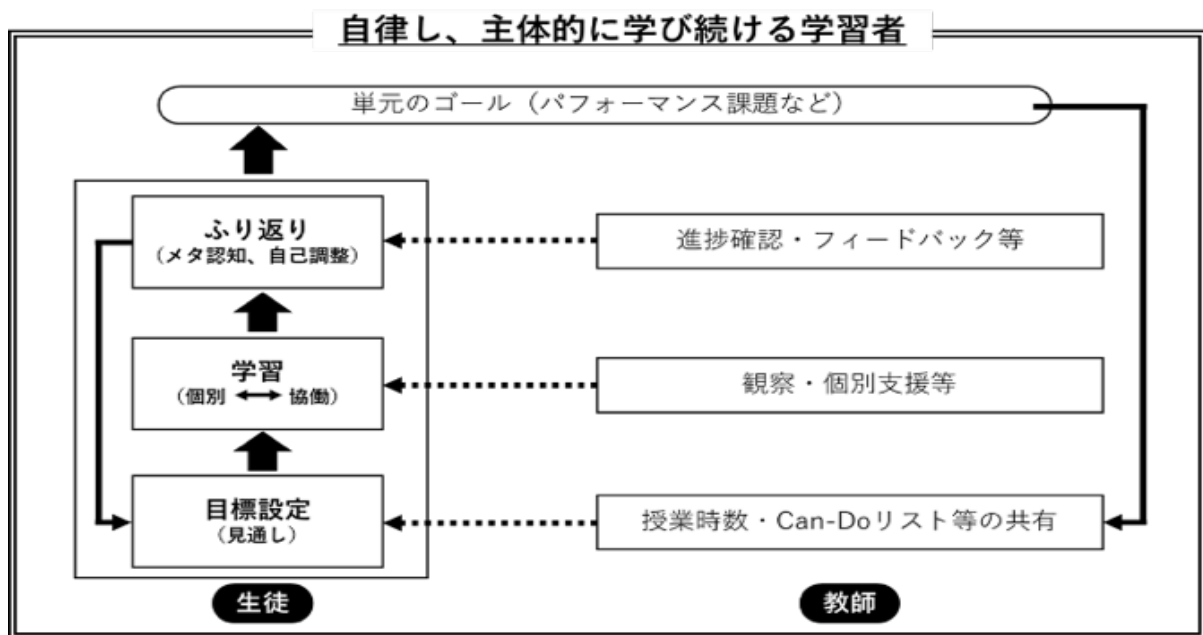 自律し、主体的に学び続ける学習者
単元のゴール（パフォーマンス課題など）
ふり返り
（メタ認知、自己調整）
進捗確認・フィードバック等
学習
（個別 ⟷ 協働）
観察・個別支援等
目標設定
（見通し）
授業時数・Can-Doリスト等の共有
生徒
教師